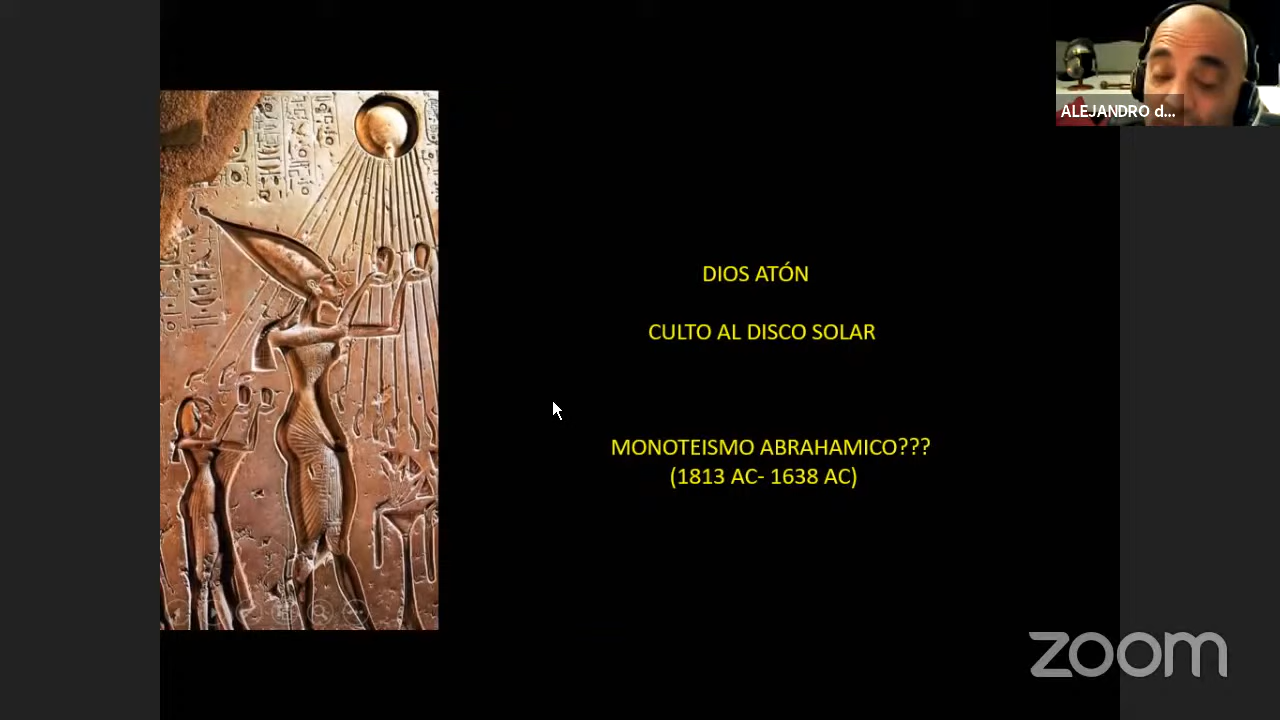 ALEJANDRO d...
DIOS ATÓN
CULTO AL DISCO SOLAR
MONOTEISMO ABRAHAMICO???
(1813 AC- 1638 AC)
zoom